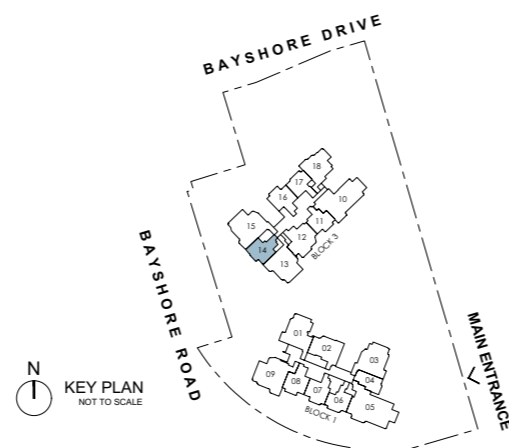 BAYSHORE DRIVE
18
17
16
10
15
11
12
14
13
BLOCK 3
BAYSHORE ROAD
01
02
03
09
08
07
04
06
05
BLOCK 1
MAIN ENTRANCE
N
KEY PLAN
NOT TO SCALE